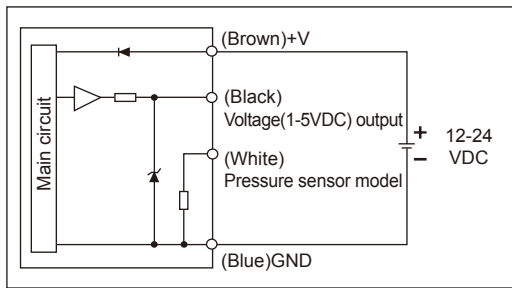 (Brown)+V
(Black)
Voltage(1-5VDC) output
(White)
Pressure sensor model
(Blue)GND
Main circuit
+
−
12-24
VDC